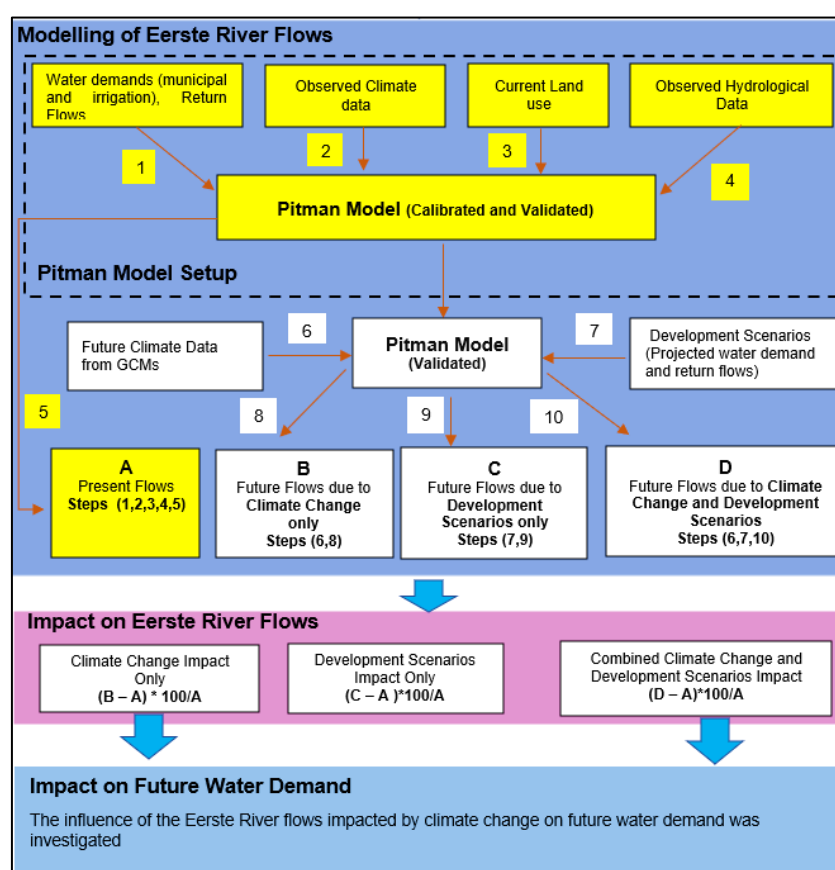 Modelling of Eerste River Flows
Water demands (municipal
and irrigation), Return
Flows
Observed Climate
data
Current Land
use
Observed Hydrological
Data
1
2
3
4
Pitman Model (Calibrated and Validated)
Pitman Model Setup
Future Climate Data
from GCMs
6
Pitman Model
(Validated)
7
Development Scenarios
(Projected water demand
and return flows)
5
8
9
10
A
Present Flows
Steps (1,2,3,4,5)
B
Future Flows due to
Climate Change
only
Steps (6,8)
C
Future Flows due to
Development
Scenarios only
Steps (7,9)
D
Future Flows due to Climate
Change and Development
Scenarios
Steps (6,7,10)
Impact on Eerste River Flows
Climate Change Impact
Only
(B – A) * 100/A
Development Scenarios
Impact Only
(C – A )*100/A
Combined Climate Change and
Development Scenarios Impact
(D – A)*100/A
Impact on Future Water Demand
The influence of the Eerste River flows impacted by climate change on future water demand was
investigated